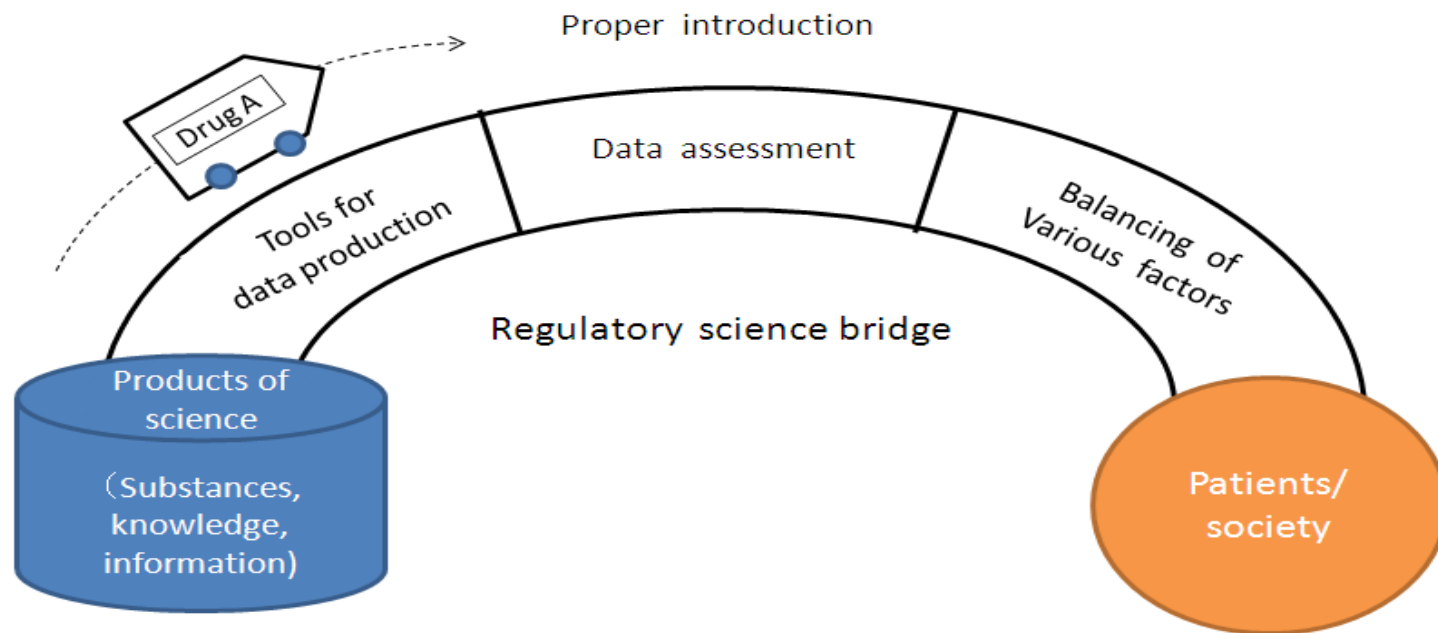 Proper introduction
Drug A
Data assessment
Tools for
data production
Balancing of
Various factors
Regulatory science bridge
Products of
science
（Substances,
knowledge,
information)
Patients/
society